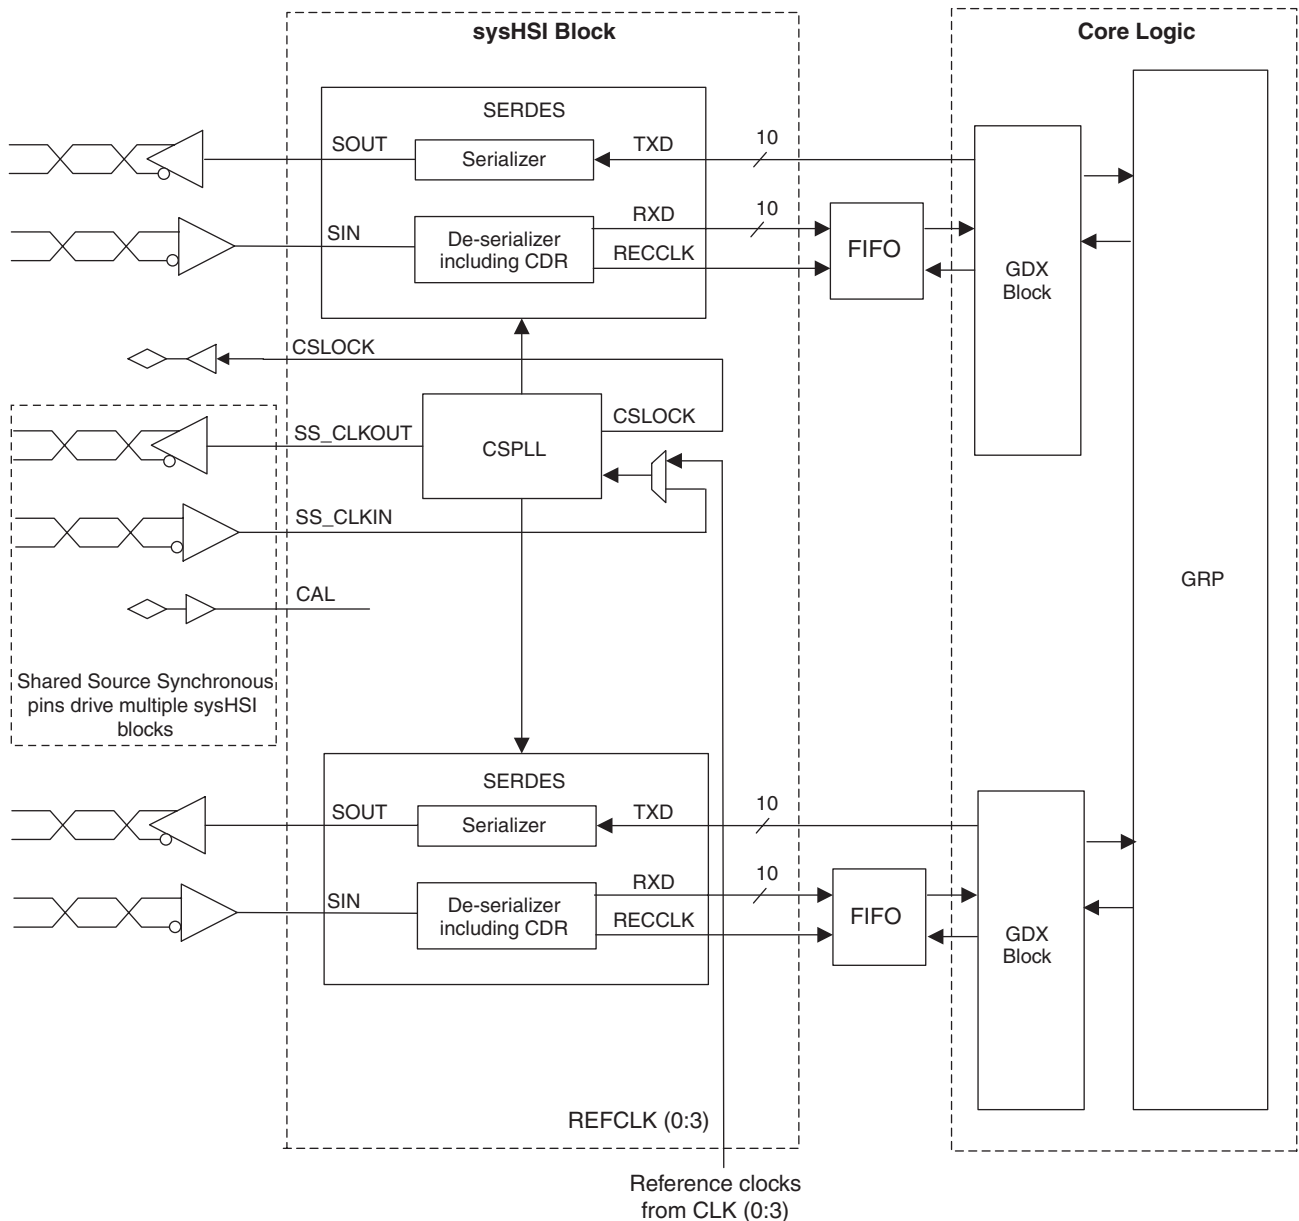 sysHSI Block
Core Logic
SERDES
SOUT
Serializer
TXD
10
SIN
De-serializer
including CDR
RXD
10
RECCLK
FIFO
GDX
Block
CSLOCK
SS_CLKOUT
CSPLL
CSLOCK
SS_CLKIN
CAL
GRP
Shared Source Synchronous
pins drive multiple sysHSI
blocks
SERDES
SOUT
Serializer
TXD
10
SIN
De-serializer
including CDR
RXD
10
RECCLK
FIFO
GDX
Block
REFCLK (0:3)
Reference clocks
from CLK (0:3)